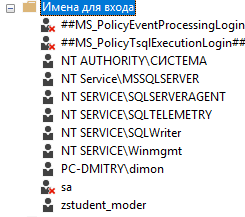 Имена для входа
##MS_PolicyEventProcessingLogin
##MS_PolicyTsqlExecutionLogin##
NT AUTHORITY\СИСТЕМА
NT Service\MSSQLSERVER
NT SERVICE\SQLSERVERAGENT
NT SERVICE\SQLTELEMETRY
NT SERVICE\SQLWriter
NT SERVICE\Winmgmt
PC-DMITRY\dimon
sa
zstudent_moder